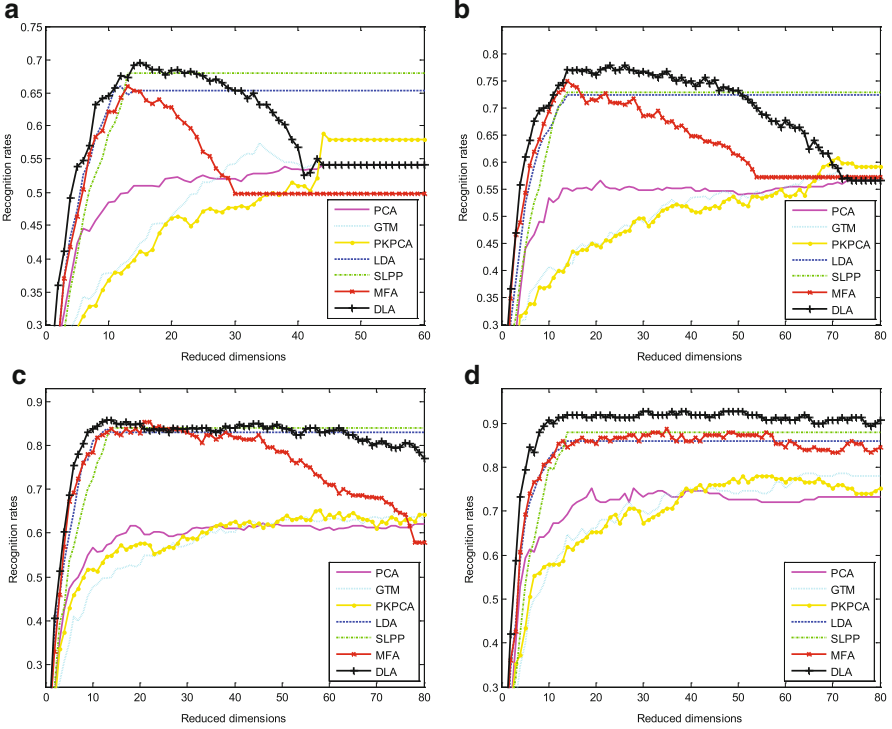 a
0.75
0.7
0.65
0.6
0.55
0.5
0.45
0.4
0.35
0.3
Recognition rates
0 10 20 30 40 50 60
Reduced dimensions
PCA
GTM
PKPCA
LDA
SLPP
MFA
DLA
b
0.8
0.75
0.7
0.65
0.6
0.55
0.5
0.45
0.4
0.35
0.3
Recognition rates
0 10 20 30 40 50 60 70 80
Reduced dimensions
PCA
GTM
PKPCA
LDA
SLPP
MFA
DLA
c
0.9
0.8
0.7
0.6
0.5
0.4
0.3
Recognition rates
0 10 20 30 40 50 60 70 80
Reduced dimensions
PCA
GTM
PKPCA
LDA
SLPP
MFA
DLA
d
0.9
0.8
0.7
0.6
0.5
0.4
0.3
Recognition rates
0 10 20 30 40 50 60 70 80
Reduced dimensions
PCA
GTM
PKPCA
LDA
SLPP
MFA
DLA